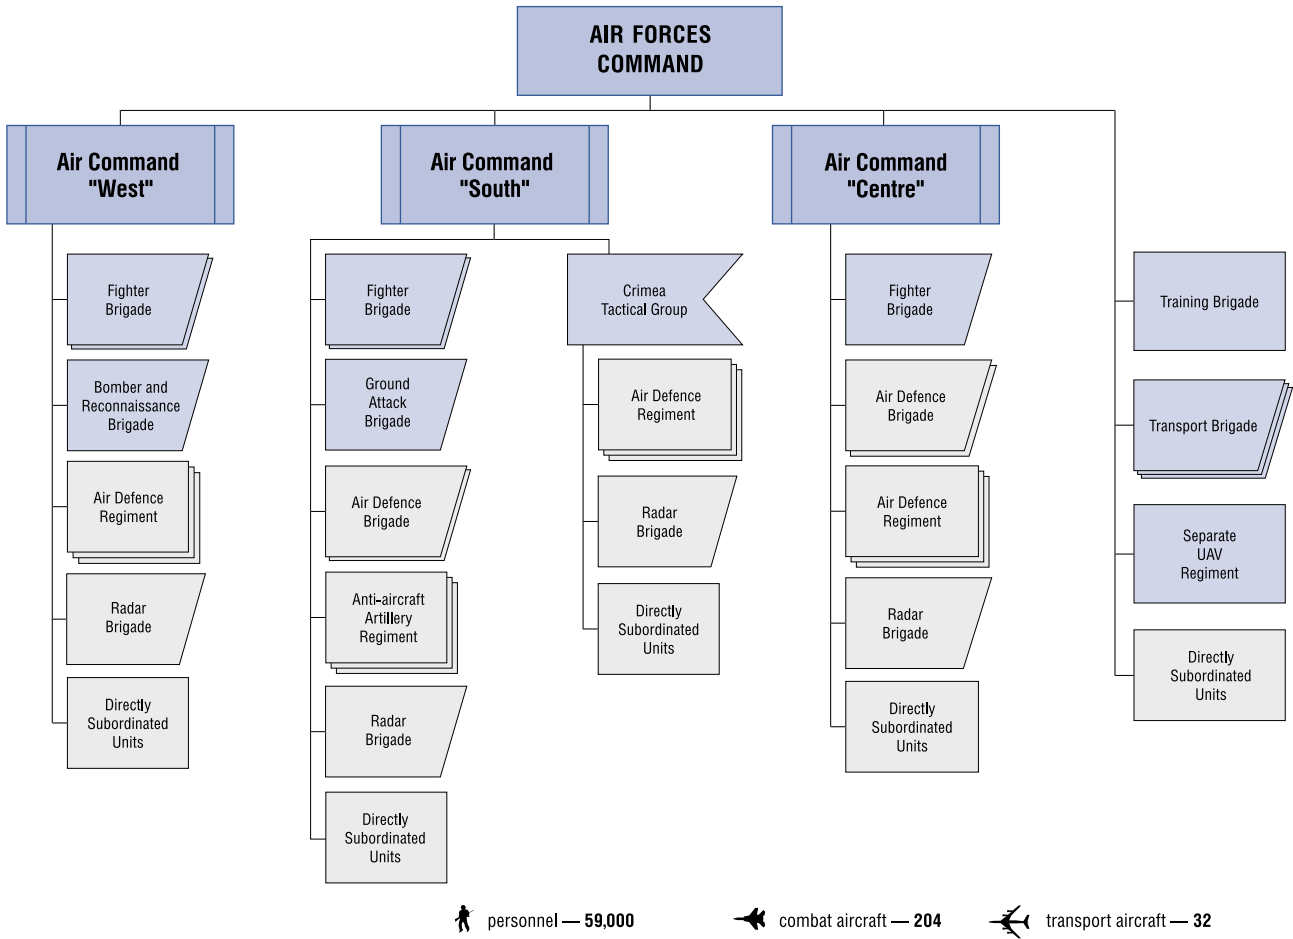 AIR FORCES
COMMAND
Air Command
"West"
Fighter
Brigade
Bomber and
Reconnaissance
Brigade
Air Defence
Regiment
Radar
Brigade
Directly
Subordinated
Units
Air Command
"South"
Fighter
Brigade
Ground
Attack
Brigade
Air Defence
Brigade
Anti-aircraft
Artillery
Regiment
Radar
Brigade
Directly
Subordinated
Units
Crimea
Tactical Group
Air Defence
Regiment
Radar
Brigade
Directly
Subordinated
Units
Air Command
"Centre"
Fighter
Brigade
Air Defence
Brigade
Air Defence
Regiment
Radar
Brigade
Directly
Subordinated
Units
Training Brigade
Transport Brigade
Separate
UAV
Regiment
Directly
Subordinated
Units
personnel — 59,000
combat aircraft — 204
transport aircraft — 32